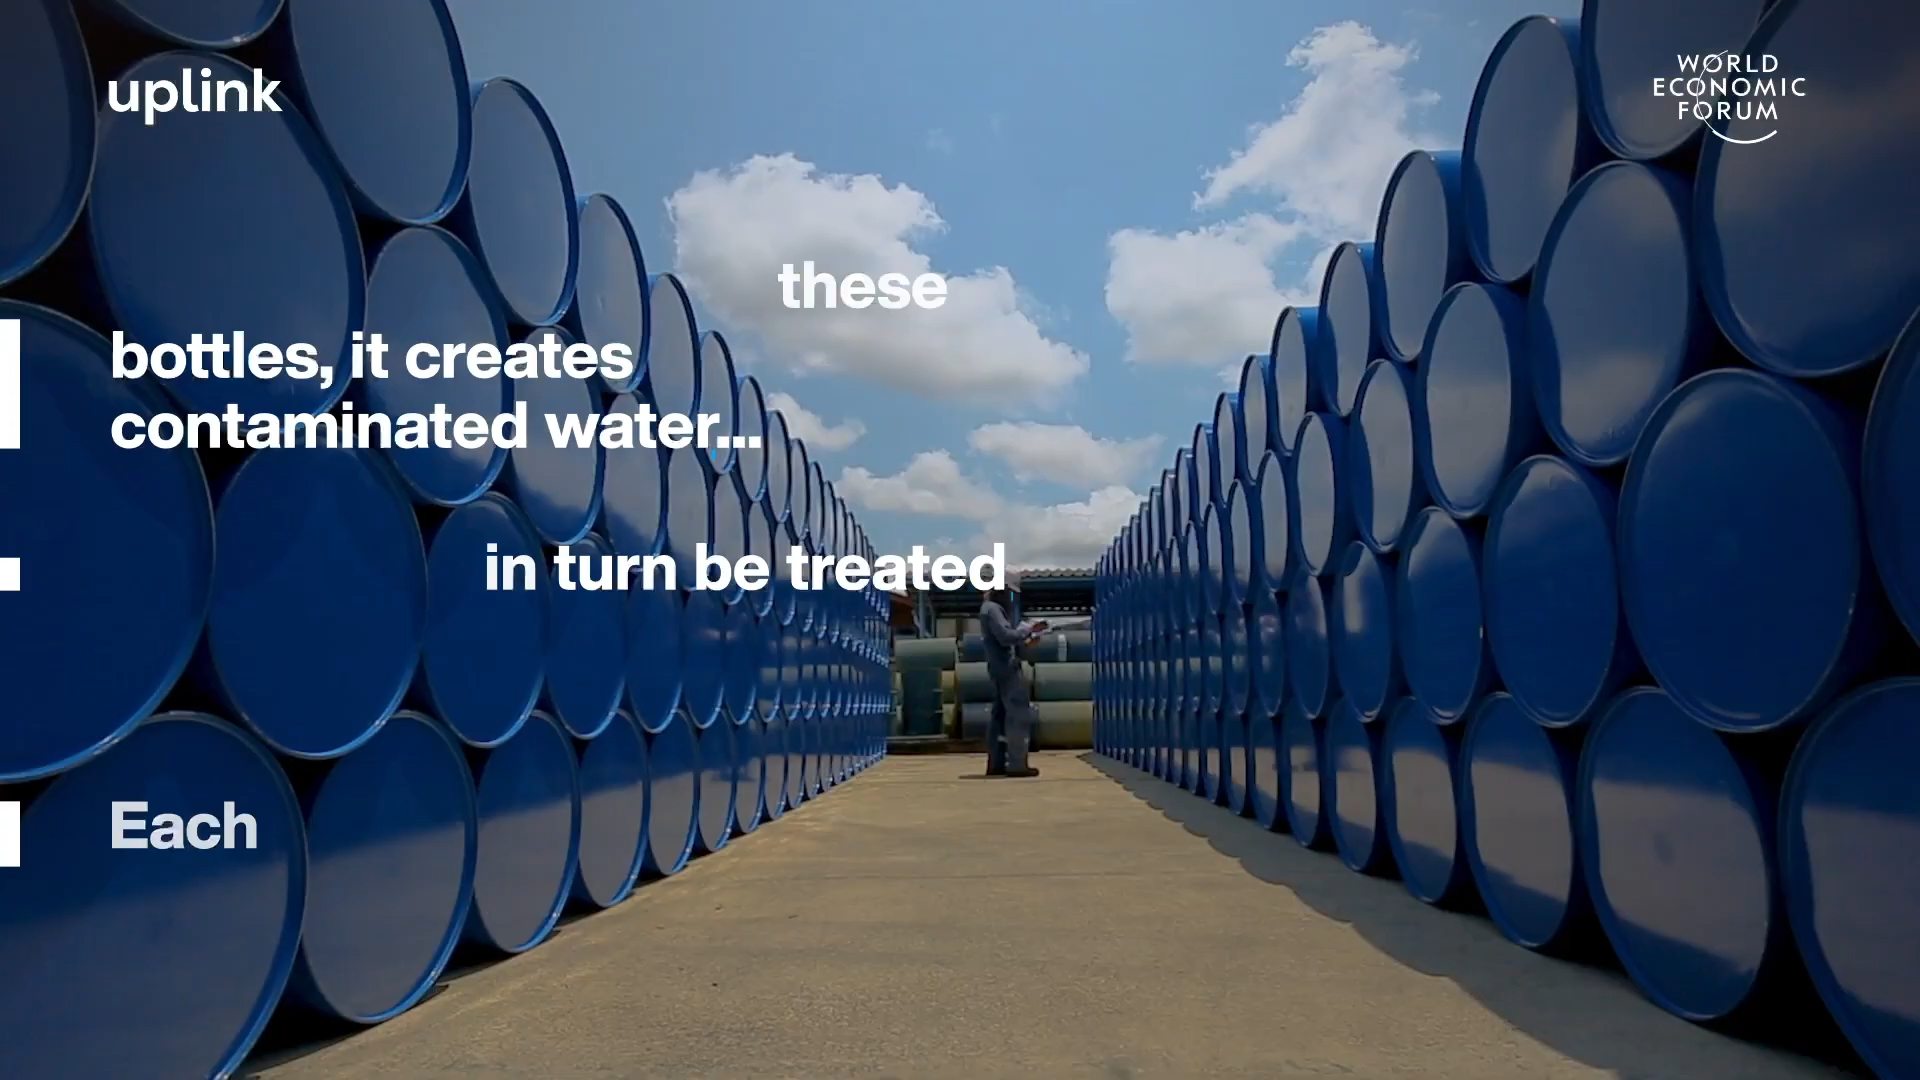 uplink
WORLD
ECONOMIC
FORUM
these
bottles, it creates
contaminated water...
in turn be treated
Each